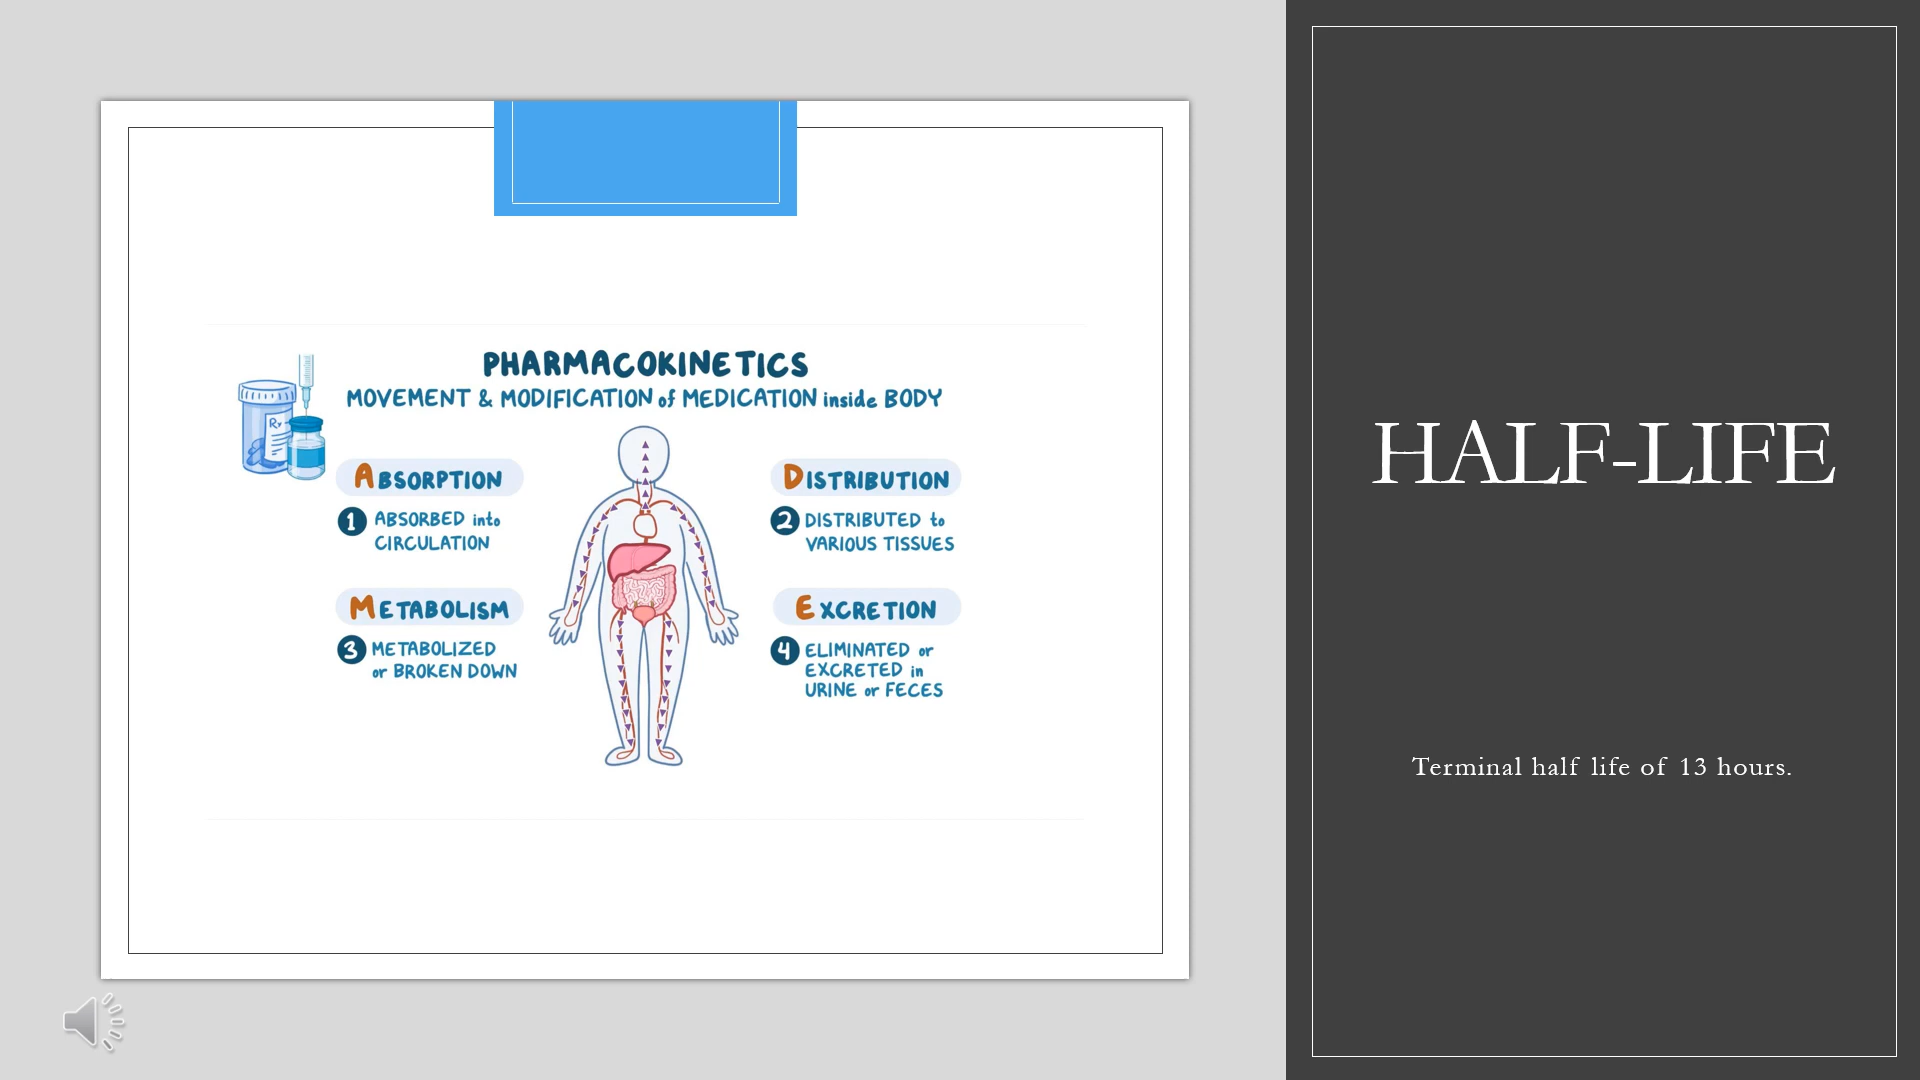 PHARMACOKINETICS
MOVEMENT & MODIFICATION of MEDICATION inside BODY
Rx
ABSORPTION
1 ABSORBED into
CIRCULATION
DISTRIBUTION
2 DISTRIBUTED to
VARIOUS TISSUES
METABOLISM
3 METABOLIZED
or BROKEN DOWN
EXCRETION
4 ELIMINATED or
EXCRETED in
URINE or FECES
HALF-LIFE
Terminal half life of 13 hours.